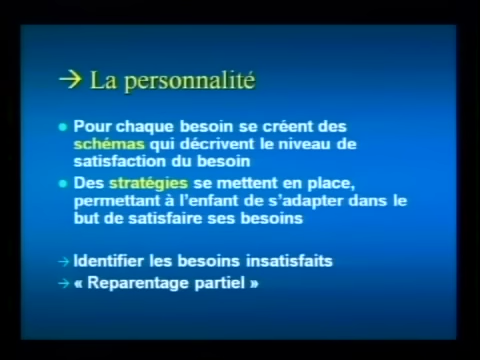 → La personnalité
• Pour chaque besoin se créent des
schémas qui décrivent le niveau de
satisfaction du besoin
• Des stratégies se mettent en place,
permettant à l'enfant de s'adapter dans le
but de satisfaire ses besoins
→ Identifier les besoins insatisfaits
→ « Reparentage partiel »